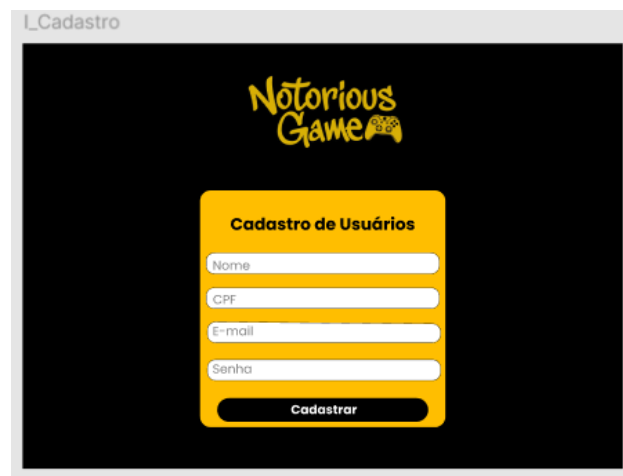 I_Cadastro
Notorious
Game
Cadastro de Usuários
Nome
CPF
E-mail
Senha
Cadastrar